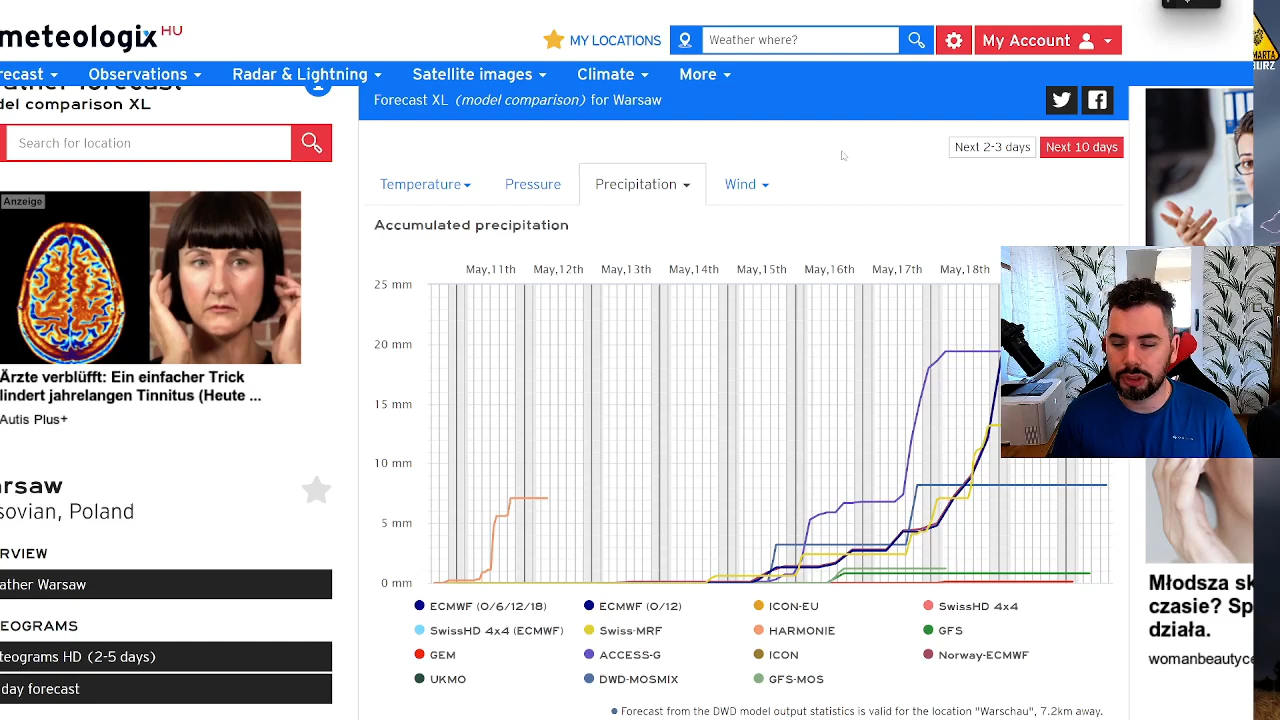 meteologix HU
MY LOCATIONS
Weather where?
My Account
recast
Observations
Radar & Lightning
Satellite images
Climate
More
model comparison XL
Search for location
Forecast XL (model comparison) for Warsaw
Next 2-3 days
Next 10 days
Temperature
Pressure
Precipitation
Wind
Accumulated precipitation
May,11th May,12th May,13th May,14th May,15th May,16th May,17th May,18th
25 mm
20 mm
15 mm
10 mm
5 mm
0 mm
ECMWF (0/6/12/18) ECMWF (0/12) ICON-EU SwissHD 4x4
SwissHD 4x4 (ECMWF) Swiss-MRF HARMONIE GFS
GEM ACCESS-G ICON Norway-ECMWF
UKMO DWD-MOSMIX GFS-MOS
Forecast from the DWD model output statistics is valid for the location "Warschau", 7.2km away.
Anzeige
Ärzte verblüfft: Ein einfacher Trick
lindert jahrelangen Tinnitus (Heute ...
Autis Plus+
arsaw
sovian, Poland
RVIEW
ather Warsaw
EOGRAMS
teograms HD (2-5 days)
day forecast
Młodsza sk
czasie? Sp
działa.
womanbeautyce